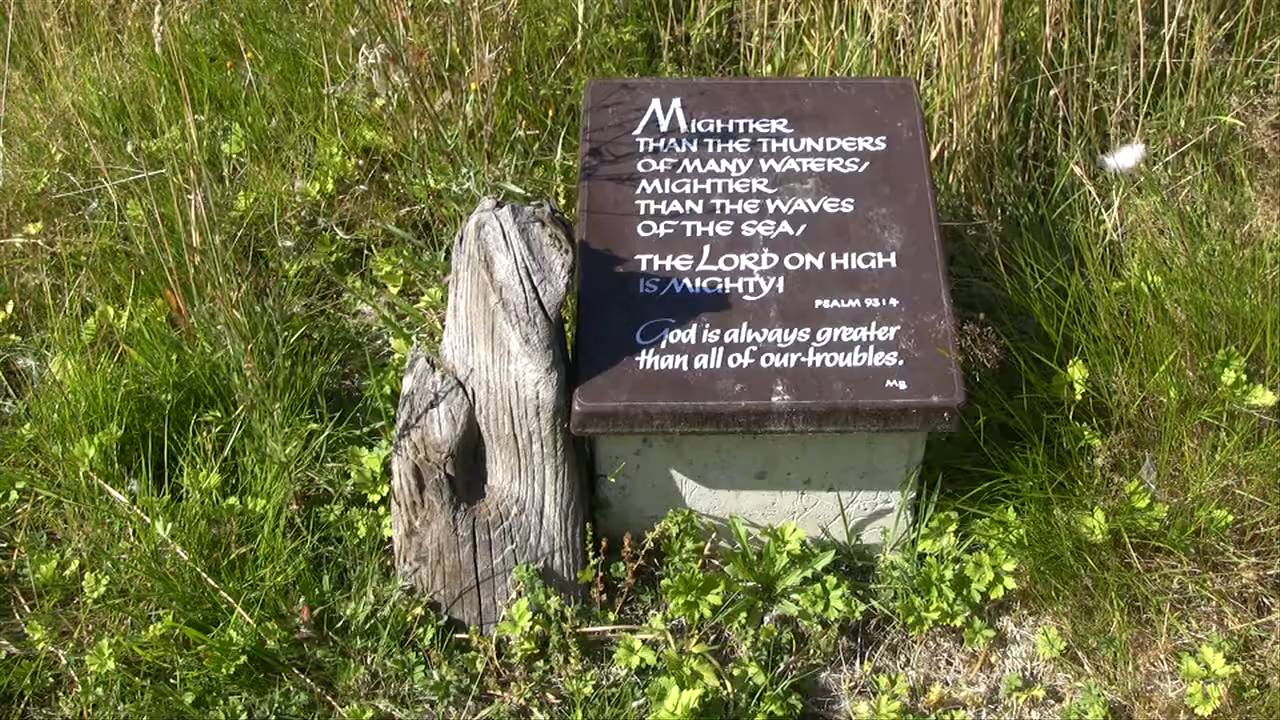 MIGHTIER
THAN THE THUNDERS
OF MANY WATERS,
MIGHTIER
THAN THE WAVES
OF THE SEA,
THE LORD ON HIGH
IS MIGHTY!
PSALM 93:4
God is always greater
than all of our troubles.
MB